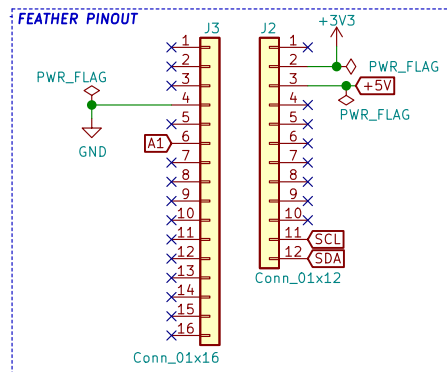 FEATHER PINOUT
J3
J2
+3V3
1
2
3
4
5
6
7
8
9
10
11
12
13
14
15
16
1
2
3
4
5
6
7
8
9
10
11
12
PWR_FLAG
GND
A1
PWR_FLAG
+5V
PWR_FLAG
SCL
SDA
Conn_01x12
Conn_01x16